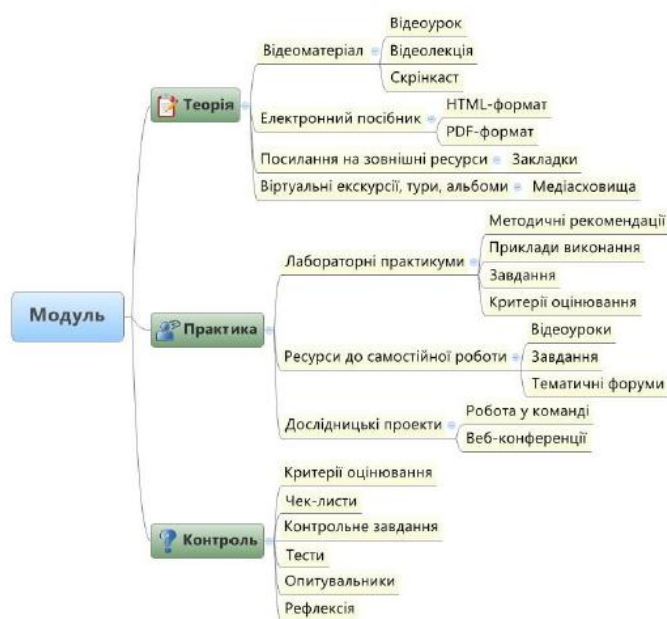 Модуль
Теорія
Відеоматеріал
Відеоурок
Відеолекція
Скрінкаст
Електронний посібник
HTML-формат
PDF-формат
Посилання на зовнішні ресурси
Закладки
Віртуальні екскурсії, тури, альбоми
Медіасховища
Практика
Лабораторні практикуми
Методичні рекомендації
Приклади виконання
Завдання
Критерії оцінювання
Ресурси до самостійної роботи
Відеоуроки
Завдання
Тематичні форуми
Дослідницькі проекти
Робота у команді
Веб-конференції
Контроль
Критерії оцінювання
Чек-листи
Контрольне завдання
Тести
Опитувальники
Рефлексія